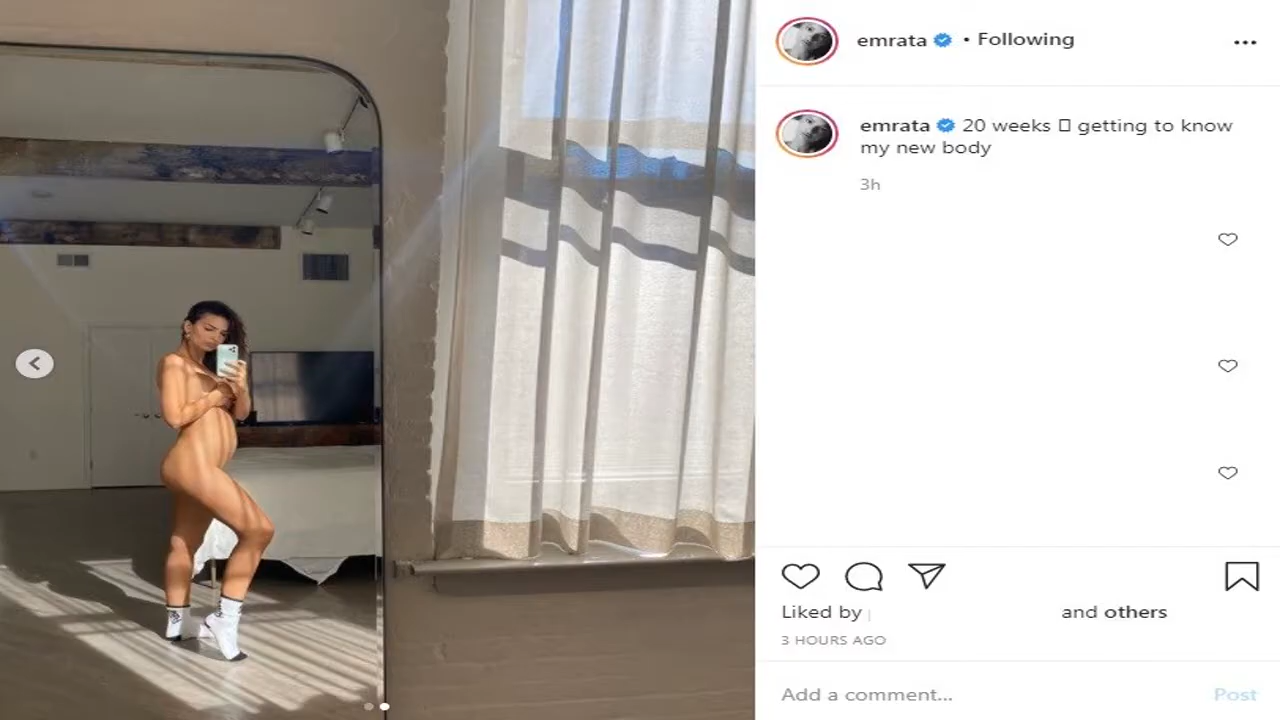 emrata • Following
emrata 20 weeks getting to know
my new body
3h
Liked by
and others
3 HOURS AGO
Add a comment...
Post